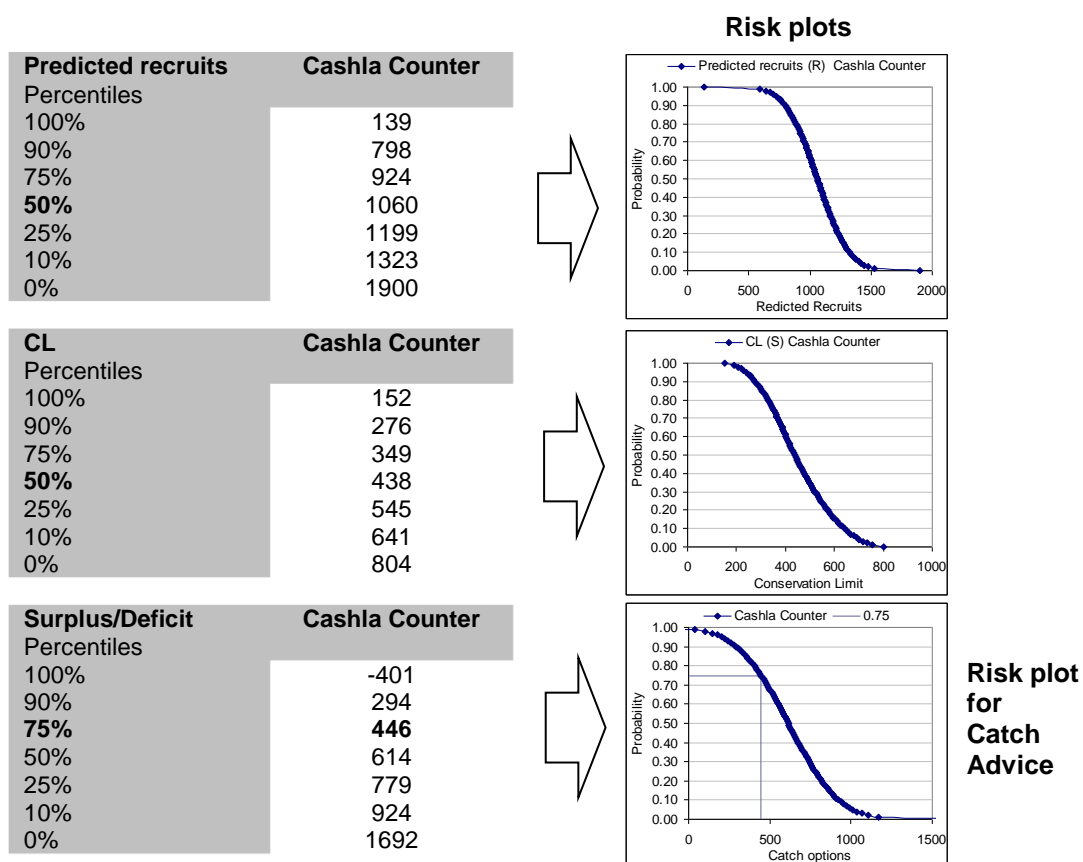 Risk plots
Predicted recruits Cashla Counter
Percentiles
100% 139
90% 798
75% 924
50% 1060
25% 1199
10% 1323
0% 1900
Predicted recruits (R) Cashla Counter
Probability
1.00
0.90
0.80
0.70
0.60
0.50
0.40
0.30
0.20
0.10
0.00
0 500 1000 1500 2000
Redicted Recruits
CL Cashla Counter
Percentiles
100% 152
90% 276
75% 349
50% 438
25% 545
10% 641
0% 804
CL (S) Cashla Counter
Probability
1.00
0.90
0.80
0.70
0.60
0.50
0.40
0.30
0.20
0.10
0.00
0 200 400 600 800 1000
Conservation Limit
Surplus/Deficit Cashla Counter
Percentiles
100% -401
90% 294
75% 446
50% 614
25% 779
10% 924
0% 1692
Cashla Counter 0.75
Probability
1.00
0.90
0.80
0.70
0.60
0.50
0.40
0.30
0.20
0.10
0.00
0 500 1000 1500
Catch options
Risk plot
for
Catch
Advice